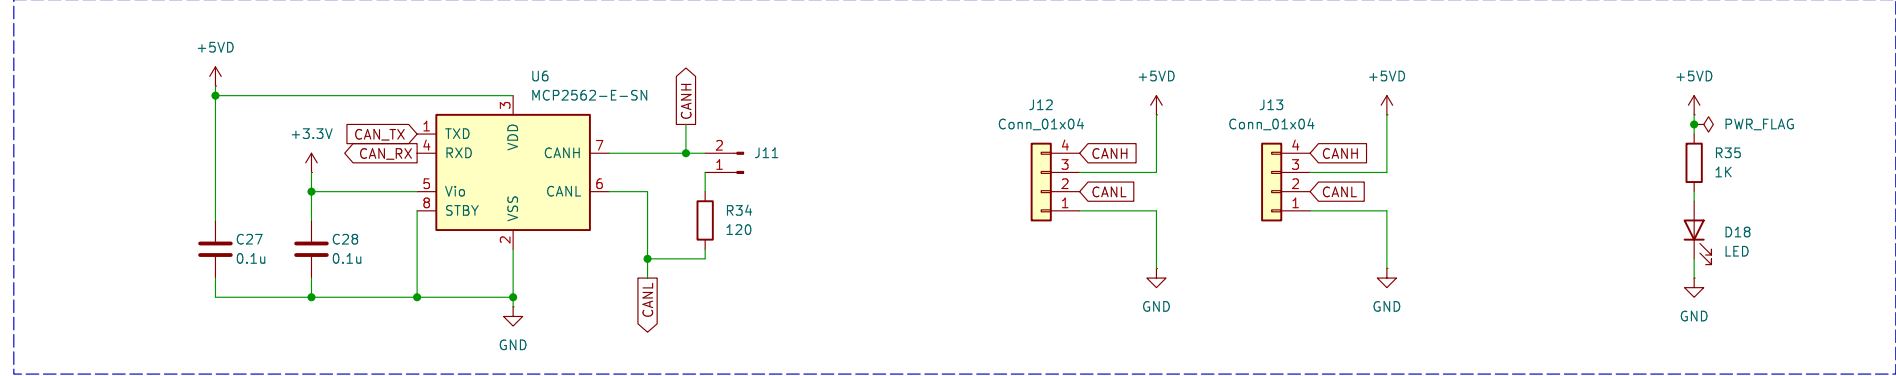 +5VD
U6
MCP2562-E-SN
3
VDD
+3.3V
CAN_TX
1
TXD
CAN_RX
4
RXD
5
Vio
8
STBY
VSS
2
CANH
7
CANL
6
CANH
2
1
J11
R34
120
CANL
C27
0.1u
C28
0.1u
GND
+5VD
J12
Conn_01x04
4
CANH
3
2
CANL
1
GND
+5VD
J13
Conn_01x04
4
CANH
3
2
CANL
1
GND
+5VD
PWR_FLAG
R35
1K
D18
LED
GND